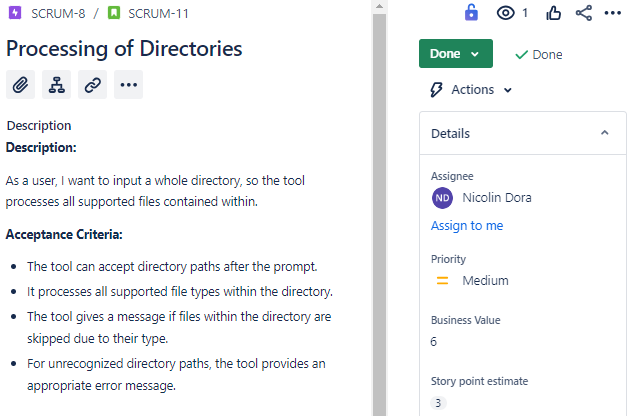 SCRUM-8 / SCRUM-11
1
Processing of Directories
Description
Description:
As a user, I want to input a whole directory, so the tool
processes all supported files contained within.
Acceptance Criteria:
The tool can accept directory paths after the prompt.
It processes all supported file types within the directory.
The tool gives a message if files within the directory are
skipped due to their type.
For unrecognized directory paths, the tool provides an
appropriate error message.
Done
Done
Actions
Details
Assignee
ND Nicolin Dora
Assign to me
Priority
Medium
Business Value
6
Story point estimate
3